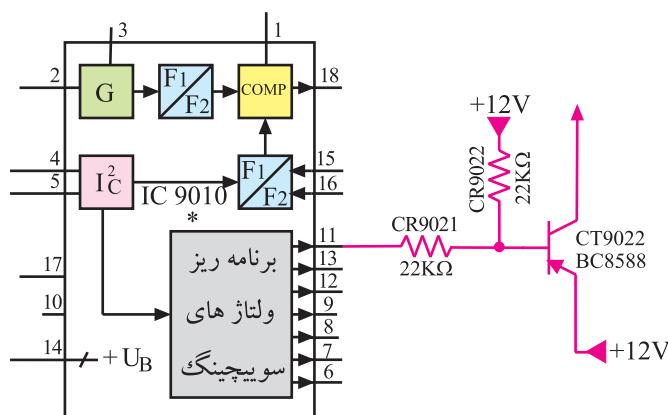 3
1
2
G
F1
F2
COMP
18
4
5
I²C
IC 9010
*
F1
F2
15
16
+12V
CR9022
22KΩ
11
CR9021
22KΩ
CT9022
BC8588
برنامه ریز
ولتاژ های
سوییچینگ
13
12
9
8
7
6
17
10
14
+UB
+12V